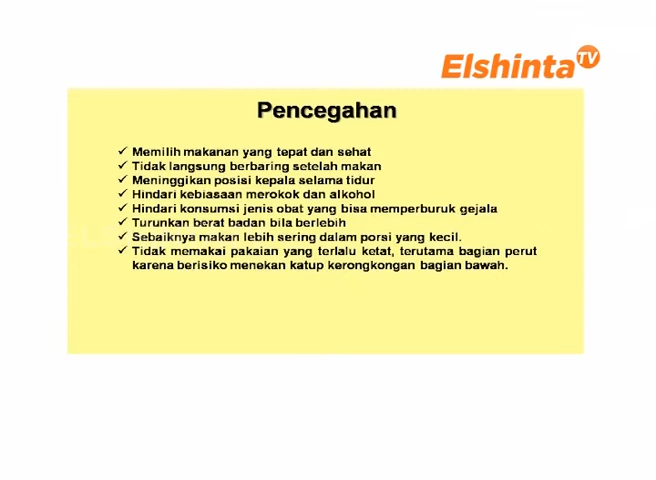 Elshinta TV
Pencegahan
✓ Memilih makanan yang tepat dan sehat
✓ Tidak langsung berbaring setelah makan
✓ Meninggikan posisi kepala selama tidur
✓ Hindari kebiasaan merokok dan alkohol
✓ Hindari konsumsi jenis obat yang bisa memperburuk gejala
✓ Turunkan berat badan bila berlebih
✓ Sebaiknya makan lebih sering dalam porsi yang kecil.
✓ Tidak memakai pakaian yang terlalu ketat, terutama bagian perut
karena berisiko menekan katup kerongkongan bagian bawah.